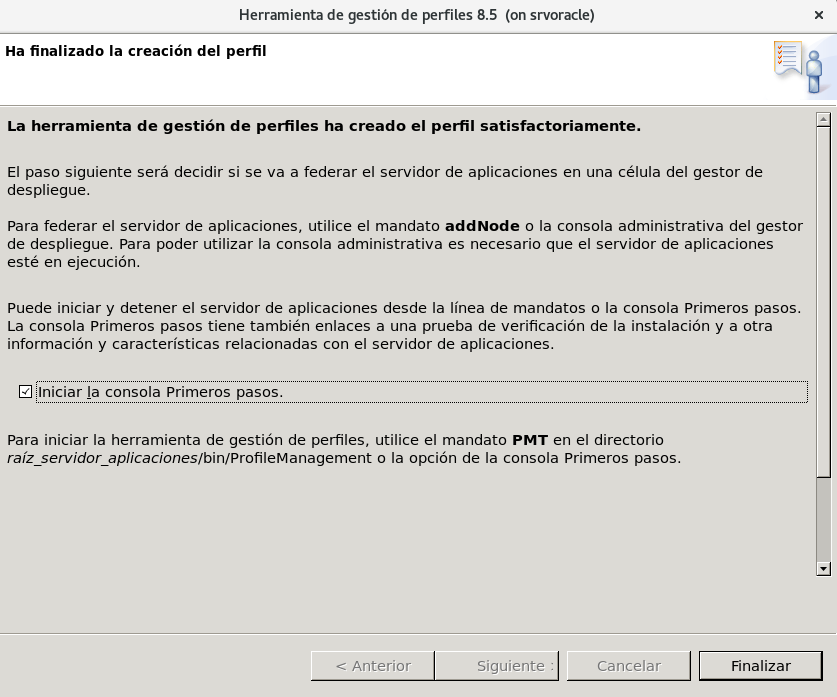 Herramienta de gestión de perfiles 8.5 (on srvoracle)
Ha finalizado la creación del perfil
La herramienta de gestión de perfiles ha creado el perfil satisfactoriamente.
El paso siguiente será decidir si se va a federar el servidor de aplicaciones en una célula del gestor de
despliegue.
Para federar el servidor de aplicaciones, utilice el mandato addNode o la consola administrativa del gestor
de despliegue. Para poder utilizar la consola administrativa es necesario que el servidor de aplicaciones
esté en ejecución.
Puede iniciar y detener el servidor de aplicaciones desde la línea de mandatos o la consola Primeros pasos.
La consola Primeros pasos tiene también enlaces a una prueba de verificación de la instalación y a otra
información y características relacionadas con el servidor de aplicaciones.
Iniciar la consola Primeros pasos.
Para iniciar la herramienta de gestión de perfiles, utilice el mandato PMT en el directorio
raíz_servidor_aplicaciones/bin/ProfileManagement o la opción de la consola Primeros pasos.
< Anterior
Siguiente :
Cancelar
Finalizar